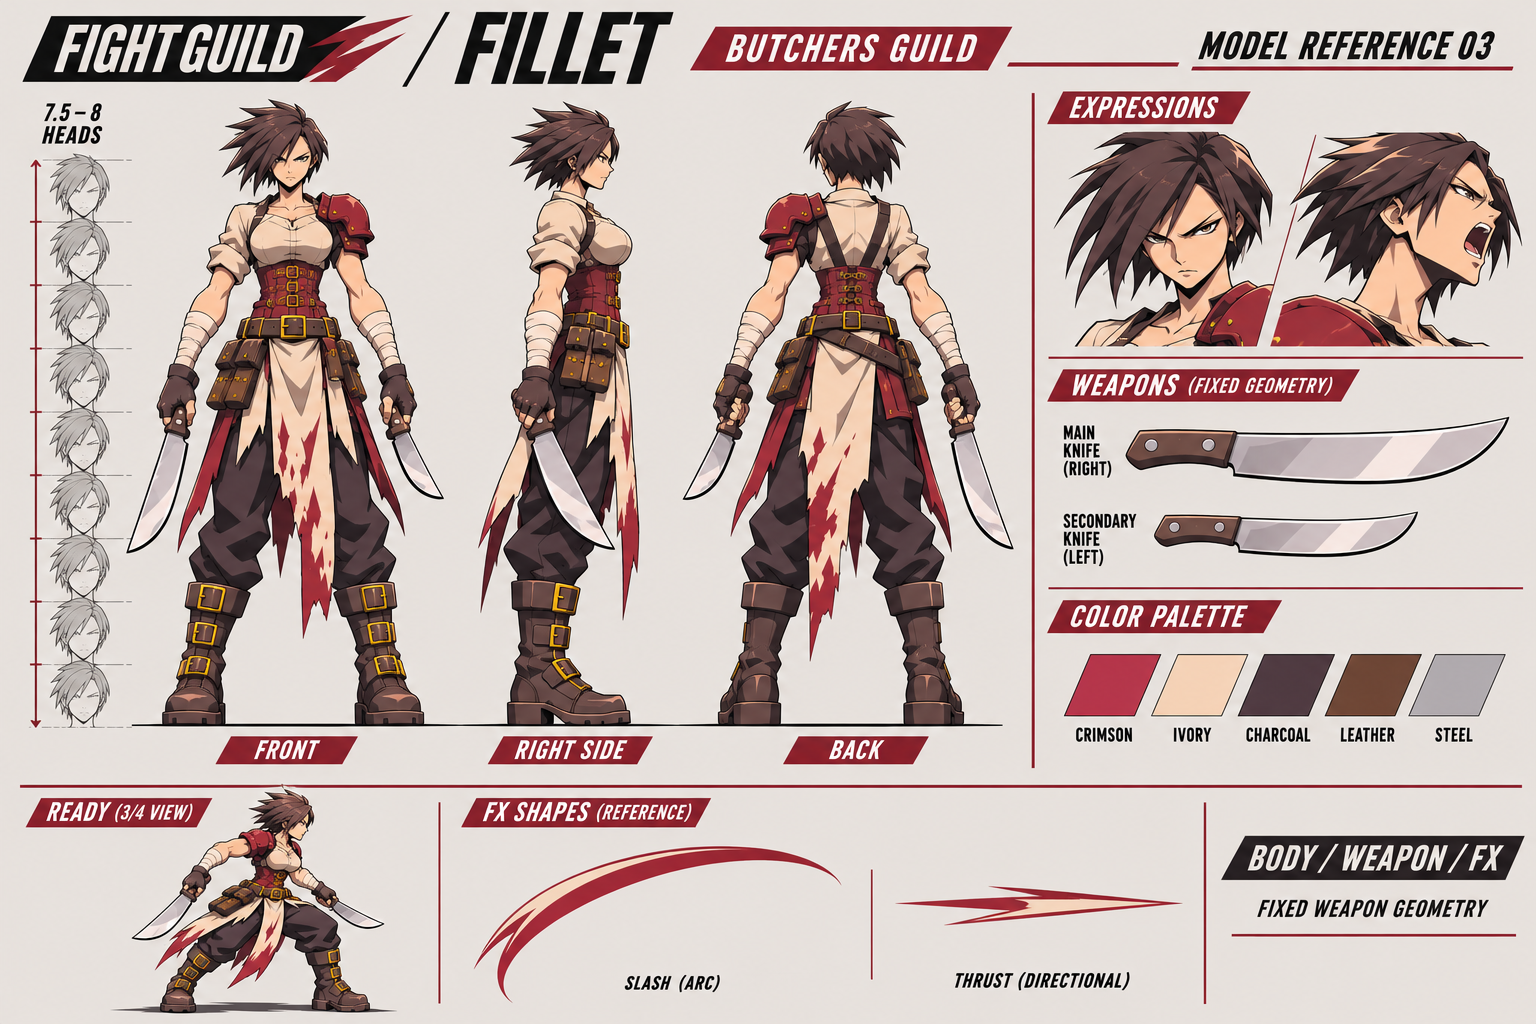 FIGHT GUILD / FILLET
BUTCHERS GUILD
MODEL REFERENCE 03
7.5 – 8
HEADS
FRONT
RIGHT SIDE
BACK
EXPRESSIONS
WEAPONS (FIXED GEOMETRY)
MAIN
KNIFE
(RIGHT)
SECONDARY
KNIFE
(LEFT)
COLOR PALETTE
CRIMSON
IVORY
CHARCOAL
LEATHER
STEEL
READY (3/4 VIEW)
FX SHAPES (REFERENCE)
SLASH (ARC)
THRUST (DIRECTIONAL)
BODY / WEAPON / FX
FIXED WEAPON GEOMETRY